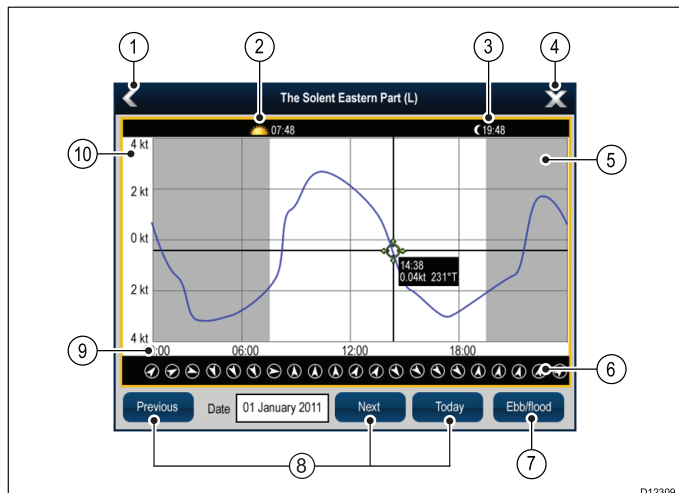 1
2
3
4
The Solent Eastern Part (L)
07:48
19:48
4 kt
10
5
2 kt
0 kt
14:38
0.04kt 231°T
2 kt
4 kt
9
0:00 06:00 12:00 18:00
6
Previous Date 01 January 2011 Next Today Ebb/flood
8
7
D12309